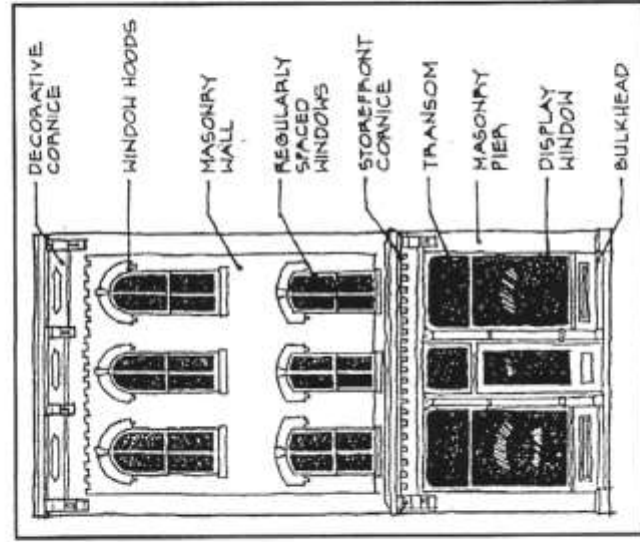 DECORATIVE
CORNICE
WINDOW HOODS
MASONRY
WALL
REGULARLY
SPACED
WINDOWS
STOREFRONT
CORNICE
TRANSOM
MASONRY
PIER
DISPLAY
WINDOW
BULKHEAD